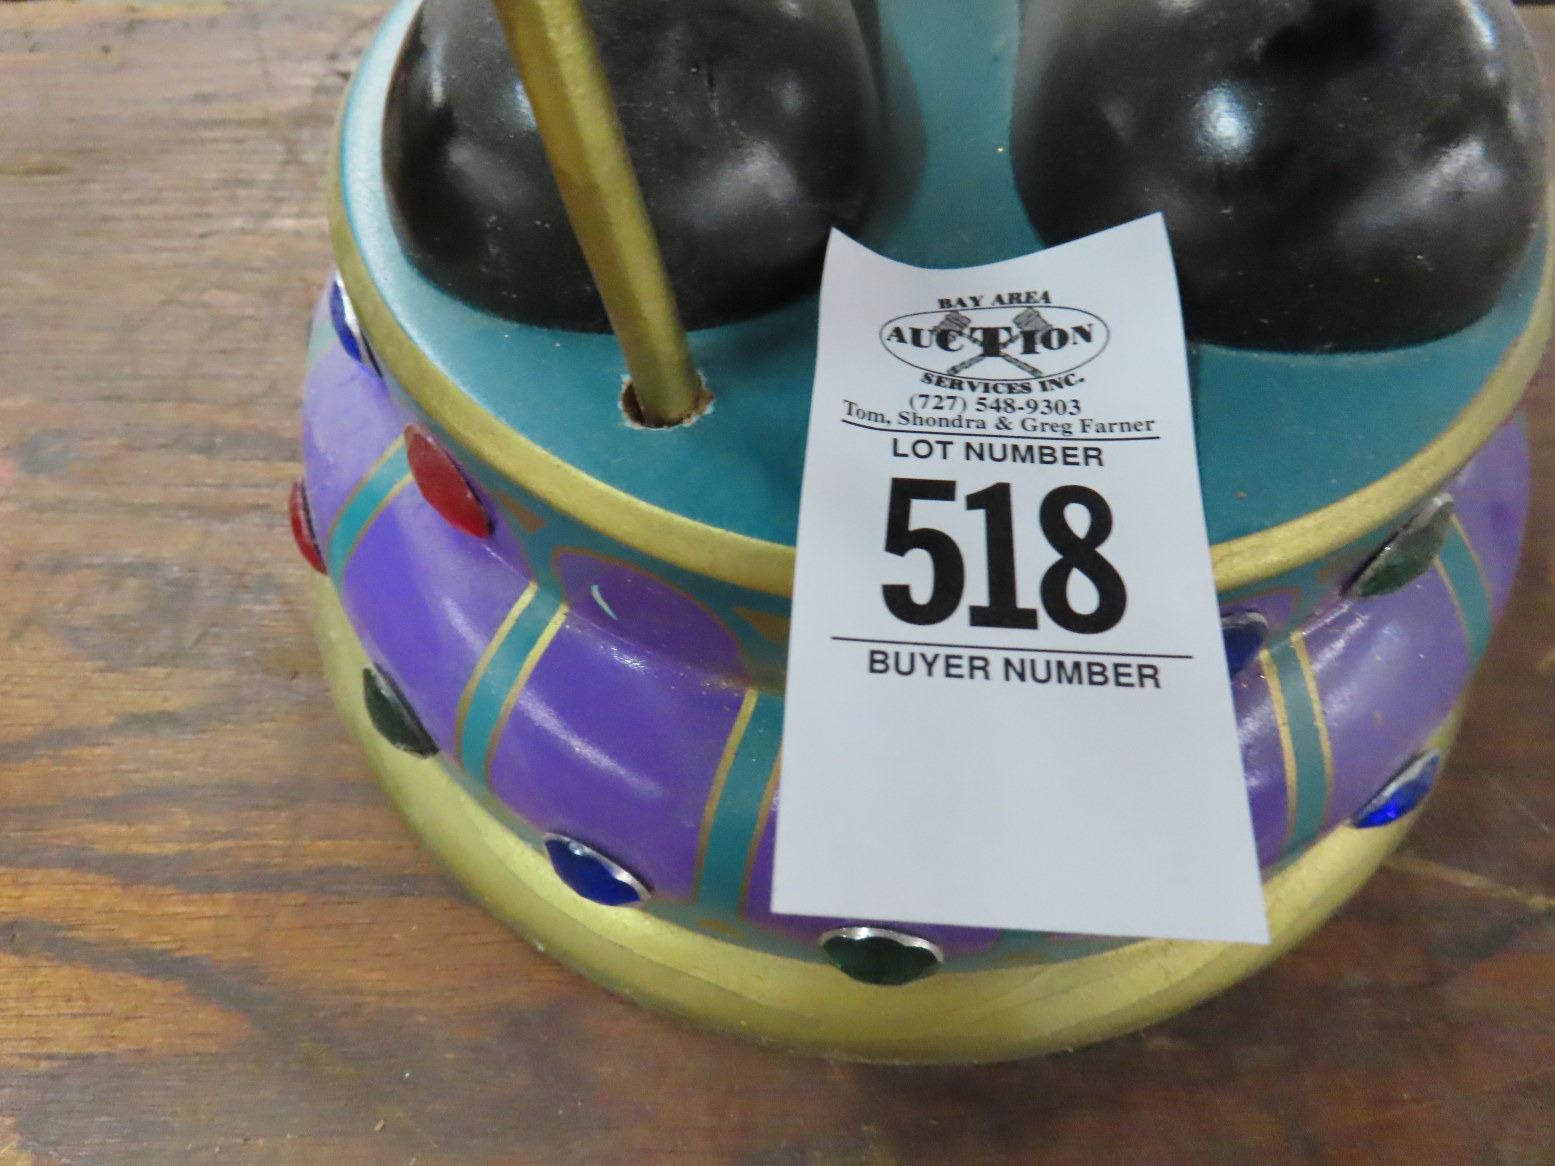 BAY AREA
AUCTION
SERVICES INC.
(727) 548-9303
Tom, Shondra & Greg Farner
LOT NUMBER
518
BUYER NUMBER